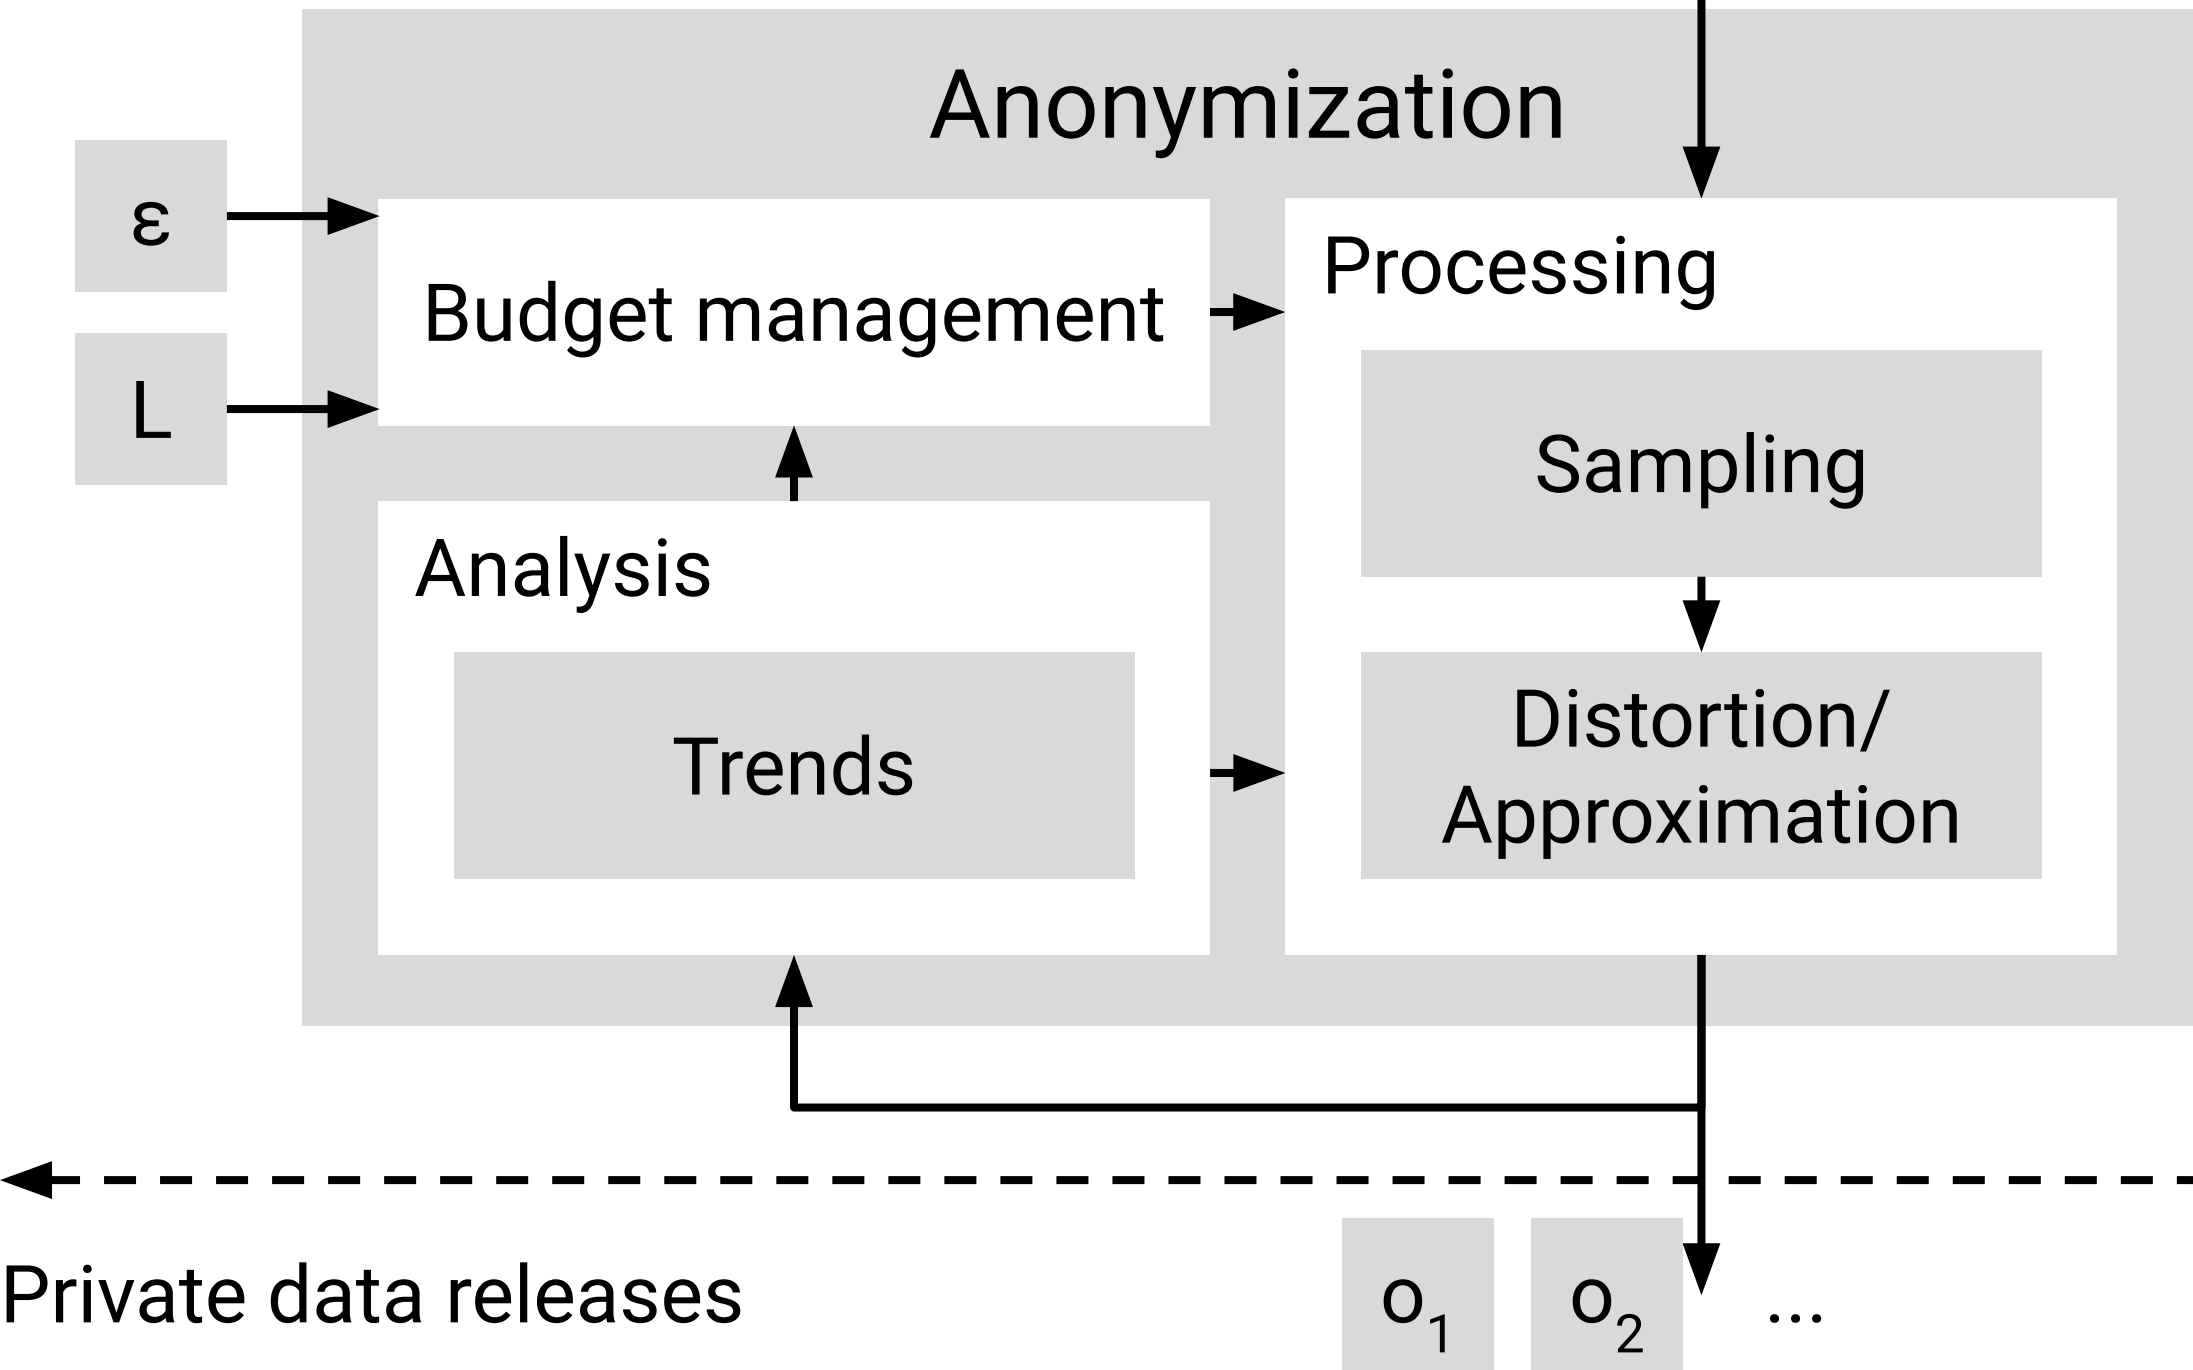 Anonymization
ε
Budget management
L
Processing
Sampling
Analysis
Trends
Distortion/
Approximation
Private data releases
o₁
o₂
...